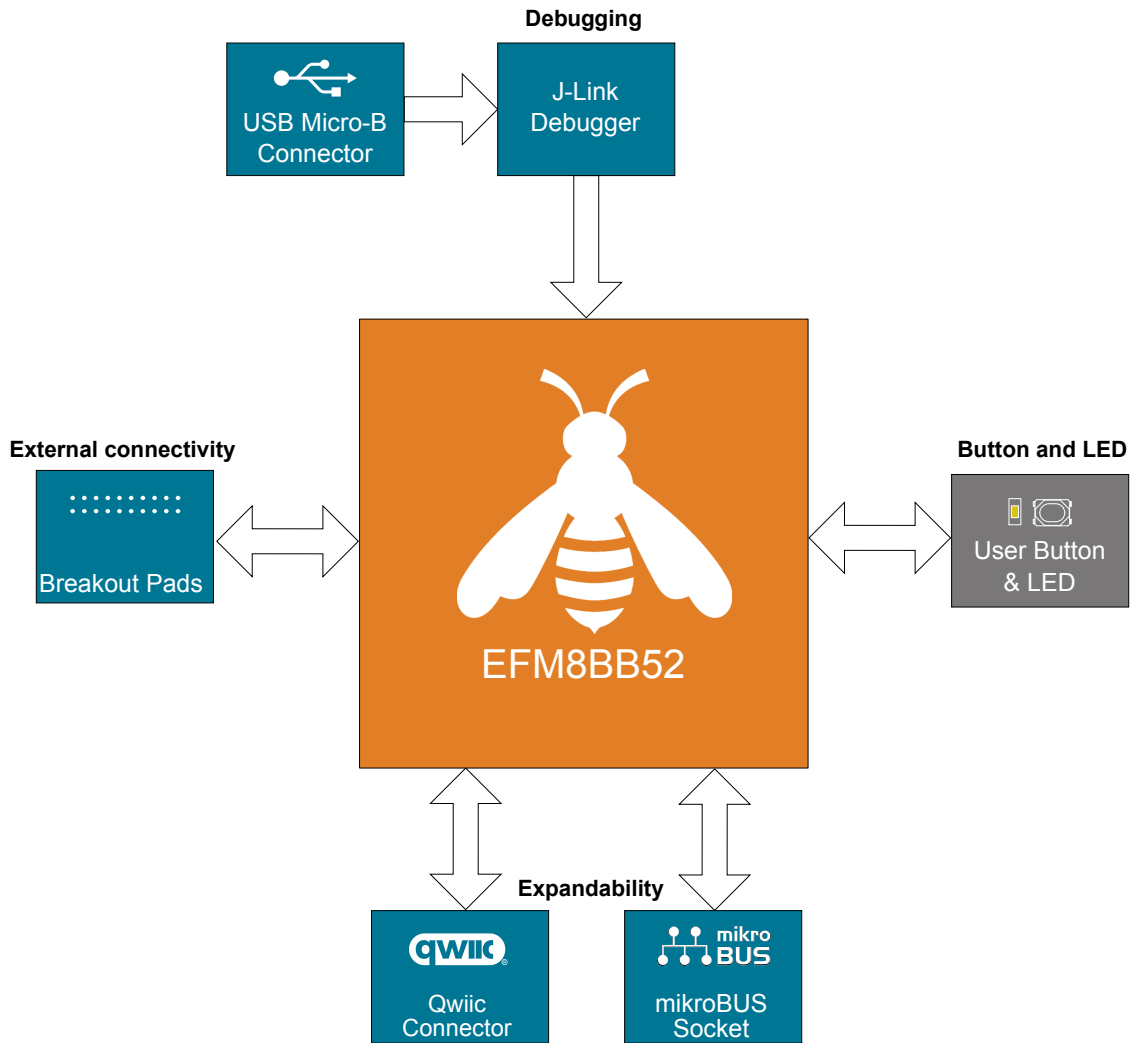 Debugging
USB Micro-B
Connector
J-Link
Debugger
External connectivity
Breakout Pads
EFM8BB52
Button and LED
User Button
& LED
Expandability
qwiic®
Qwiic
Connector
mikro
BUS
mikroBUS
Socket